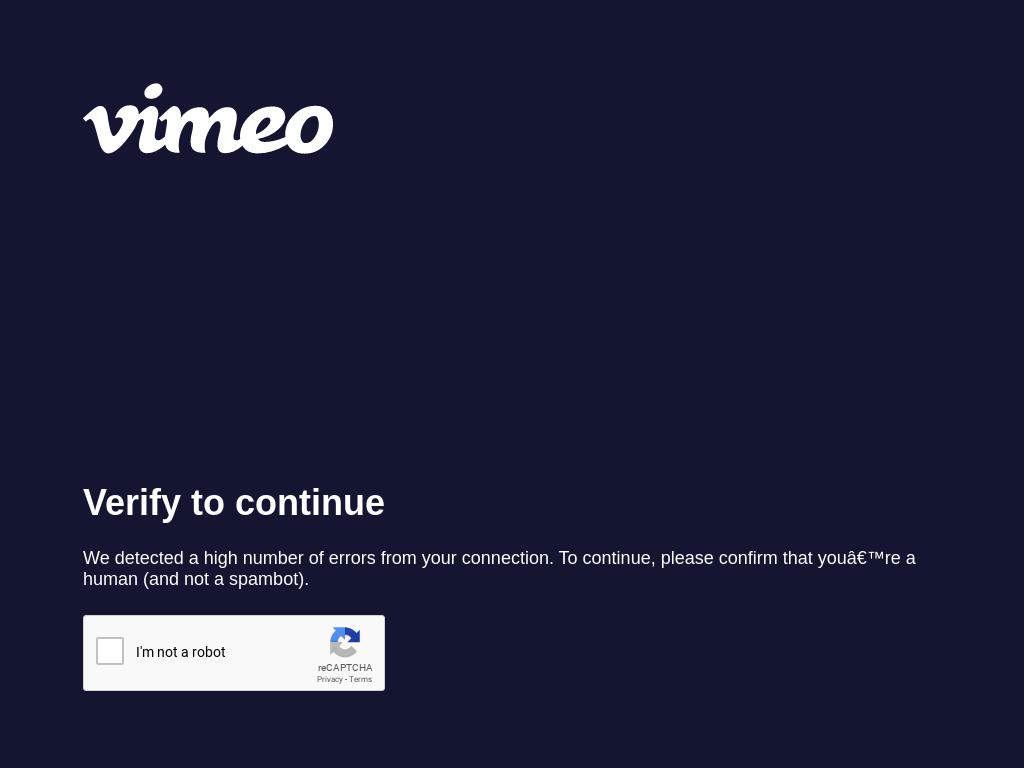 vimeo
Verify to continue
We detected a high number of errors from your connection. To continue, please confirm that youâ€™re a
human (and not a spambot).
I'm not a robot
reCAPTCHA
Privacy - Terms